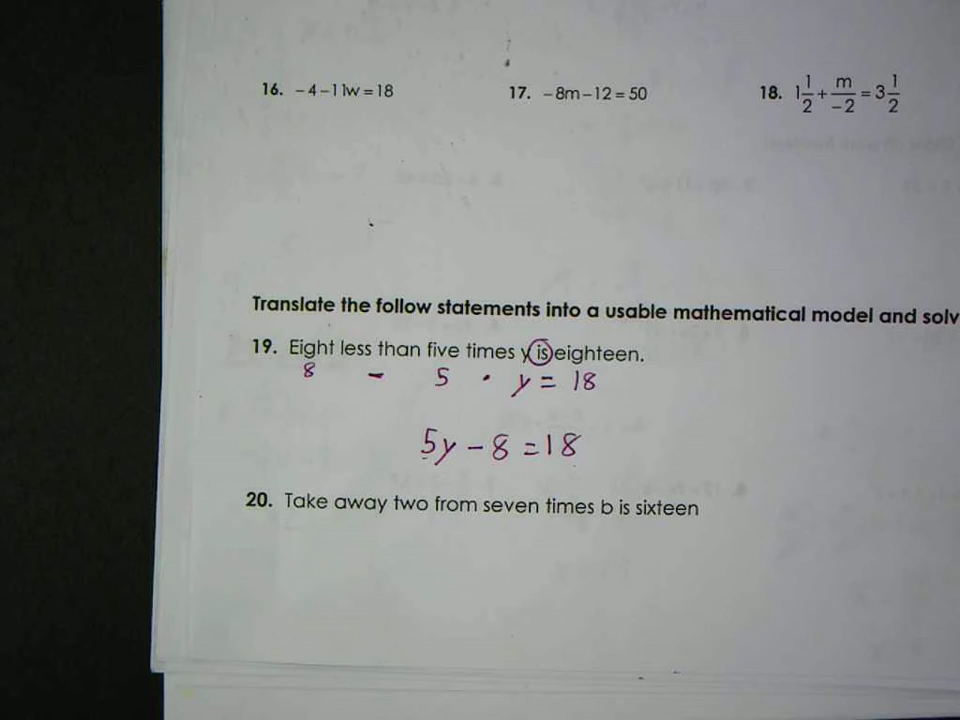 16. -4-11w=18 17. -8m-12=50 18. 1 1/2 + m/-2 = 3 1/2
Translate the follow statements into a usable mathematical model and solv
19. Eight less than five times y is eighteen.
8 - 5 · y = 18
5y - 8 = 18
20. Take away two from seven times b is sixteen